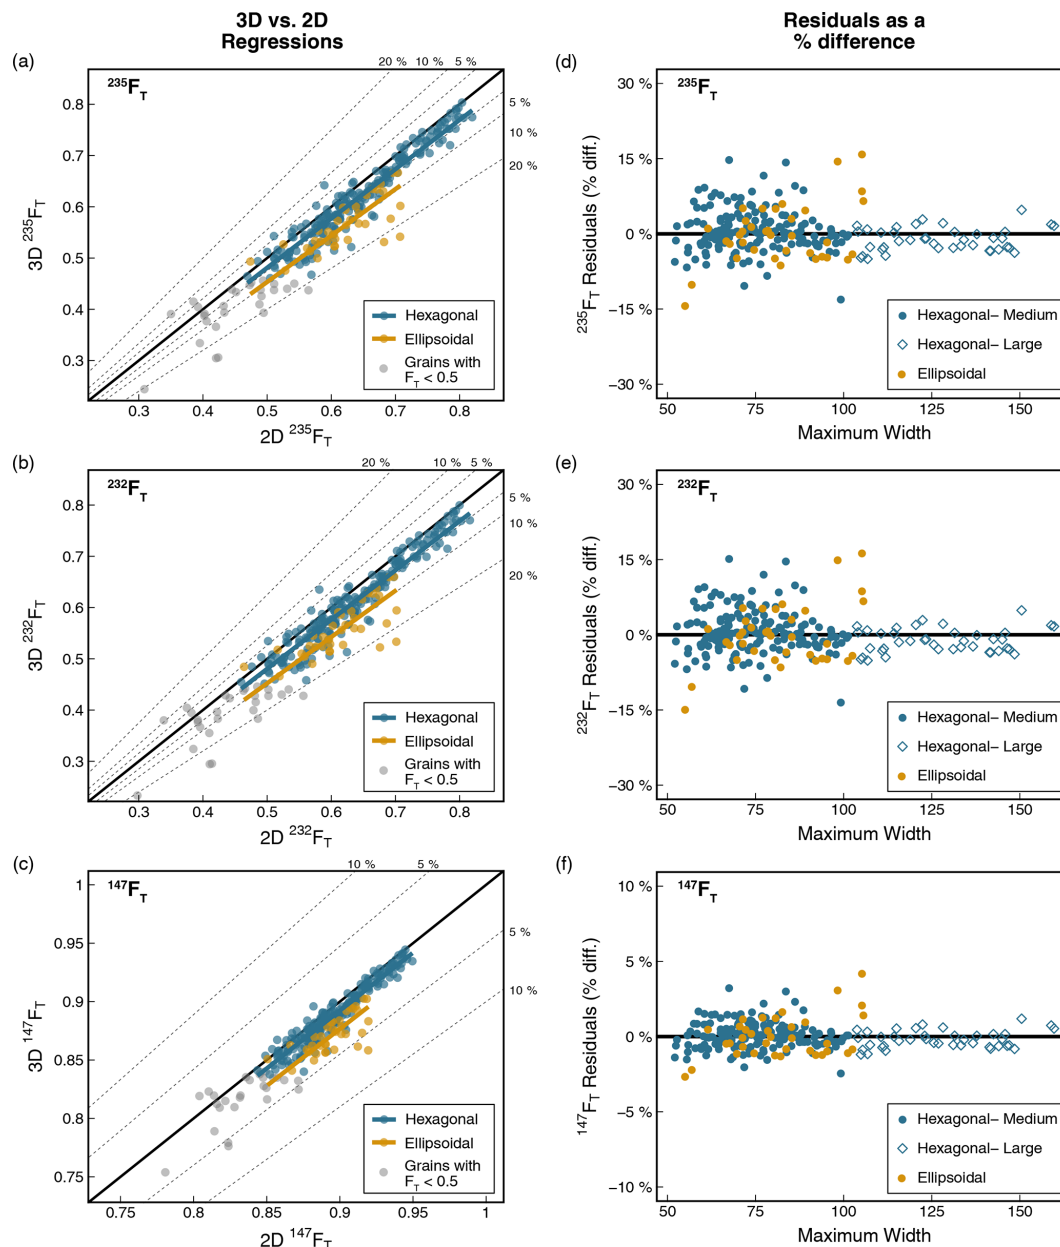 3D vs. 2D
Regressions
Residuals as a
% difference
(a)
20 % 10 % 5 %
235FT
5 %
10 %
20 %
0.8
0.7
0.6
0.5
0.4
0.3
3D 235FT
Hexagonal
Ellipsoidal
Grains with
FT < 0.5
0.3 0.4 0.5 0.6 0.7 0.8
2D 235FT
(d)
235FT
30 %
15 %
0 %
−15 %
−30 %
235FT Residuals (% diff.)
Hexagonal− Medium
Hexagonal− Large
Ellipsoidal
50 75 100 125 150
Maximum Width
(b)
20 % 10 % 5 %
232FT
5 %
10 %
20 %
0.8
0.7
0.6
0.5
0.4
0.3
3D 232FT
Hexagonal
Ellipsoidal
Grains with
FT < 0.5
0.3 0.4 0.5 0.6 0.7 0.8
2D 232FT
(e)
232FT
30 %
15 %
0 %
−15 %
−30 %
232FT Residuals (% diff.)
Hexagonal− Medium
Hexagonal− Large
Ellipsoidal
50 75 100 125 150
Maximum Width
(c)
10 % 5 %
147FT
5 %
10 %
1
0.95
0.9
0.85
0.8
0.75
3D 147FT
Hexagonal
Ellipsoidal
Grains with
FT < 0.5
0.75 0.8 0.85 0.9 0.95 1
2D 147FT
(f)
147FT
10 %
5 %
0 %
−5 %
−10 %
147FT Residuals (% diff.)
Hexagonal− Medium
Hexagonal− Large
Ellipsoidal
50 75 100 125 150
Maximum Width